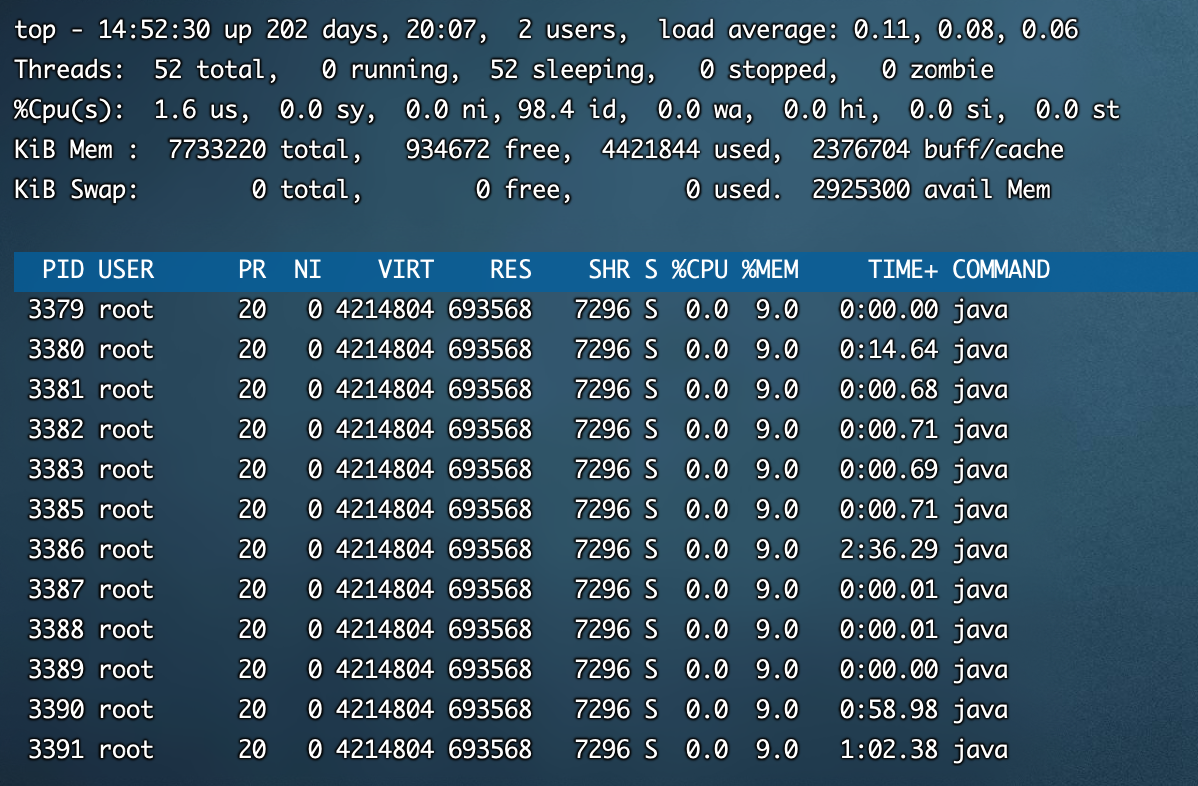 top - 14:52:30 up 202 days, 20:07,  2 users,  load average: 0.11, 0.08, 0.06
Threads:  52 total,   0 running,  52 sleeping,   0 stopped,   0 zombie
%Cpu(s):  1.6 us,  0.0 sy,  0.0 ni, 98.4 id,  0.0 wa,  0.0 hi,  0.0 si,  0.0 st
KiB Mem :  7733220 total,   934672 free,  4421844 used,  2376704 buff/cache
KiB Swap:        0 total,        0 free,        0 used.  2925300 avail Mem
PID USER      PR  NI    VIRT    RES    SHR S %CPU %MEM     TIME+ COMMAND
3379 root      20   0 4214804 693568   7296 S  0.0  9.0   0:00.00 java
3380 root      20   0 4214804 693568   7296 S  0.0  9.0   0:14.64 java
3381 root      20   0 4214804 693568   7296 S  0.0  9.0   0:00.68 java
3382 root      20   0 4214804 693568   7296 S  0.0  9.0   0:00.71 java
3383 root      20   0 4214804 693568   7296 S  0.0  9.0   0:00.69 java
3385 root      20   0 4214804 693568   7296 S  0.0  9.0   0:00.71 java
3386 root      20   0 4214804 693568   7296 S  0.0  9.0   2:36.29 java
3387 root      20   0 4214804 693568   7296 S  0.0  9.0   0:00.01 java
3388 root      20   0 4214804 693568   7296 S  0.0  9.0   0:00.01 java
3389 root      20   0 4214804 693568   7296 S  0.0  9.0   0:00.00 java
3390 root      20   0 4214804 693568   7296 S  0.0  9.0   0:58.98 java
3391 root      20   0 4214804 693568   7296 S  0.0  9.0   1:02.38 java